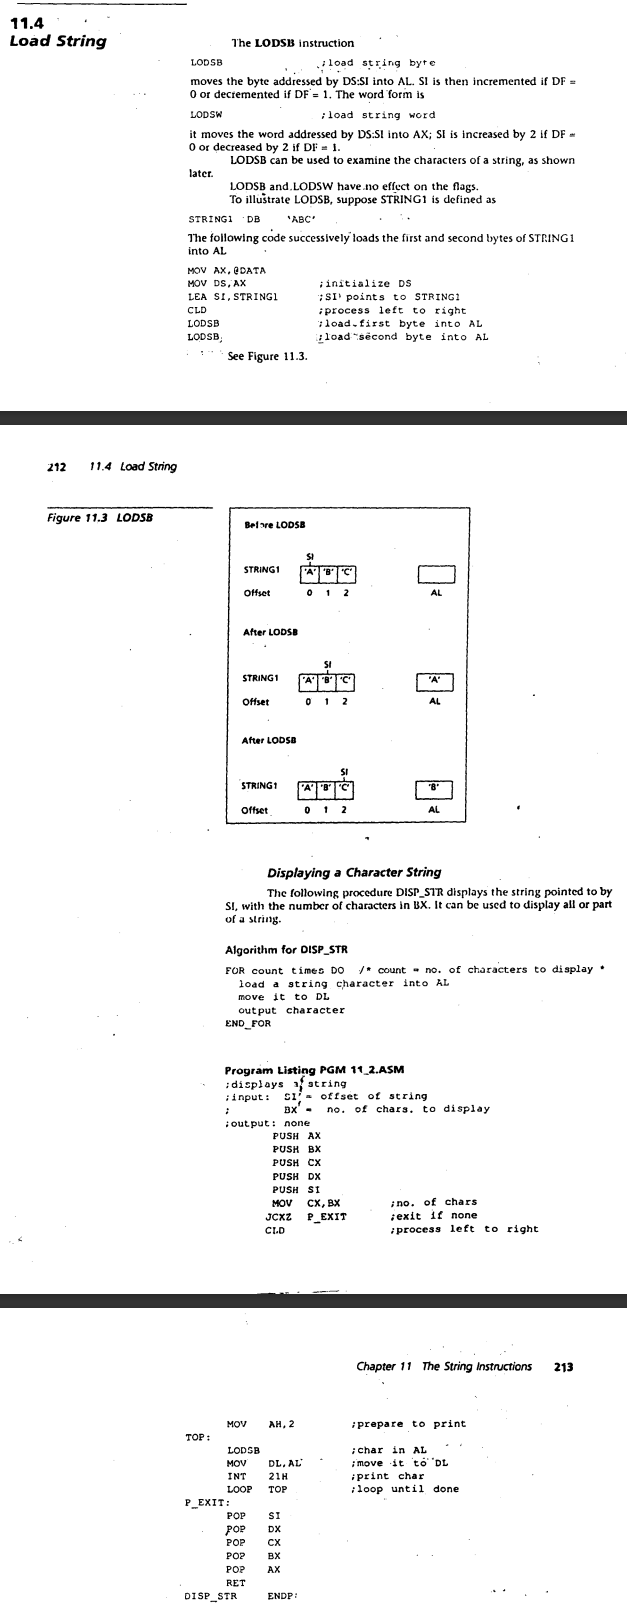 11.4
Load String
The LODSB instruction
LODSB ;load string byte
moves the byte addressed by DS:SI into AL. SI is then incremented if DF =
0 or decremented if DF = 1. The word form is
LODSW ;load string word
it moves the word addressed by DS:SI into AX; SI is increased by 2 if DF =
0 or decreased by 2 if DF = 1.
LODSB can be used to examine the characters of a string, as shown
later.
LODSB and LODSW have no effect on the flags.
To illustrate LODSB, suppose STRING1 is defined as
STRING1 DB 'ABC'
The following code successively loads the first and second bytes of STRING1
into AL
MOV AX,@DATA
MOV DS,AX ;initialize DS
LEA SI,STRING1 ;SI points to STRING1
CLD ;process left to right
LODSB ;load first byte into AL
LODSB ;load second byte into AL
See Figure 11.3.
212 11.4 Load String
Figure 11.3 LODSB
Before LODSB
SI
STRING1 'A' 'B' 'C'
Offset 0 1 2 AL
After LODSB
SI
STRING1 'A' 'B' 'C' 'A'
Offset 0 1 2 AL
After LODSB
SI
STRING1 'A' 'B' 'C' 'B'
Offset 0 1 2 AL
Displaying a Character String
The following procedure DISP_STR displays the string pointed to by
SI, with the number of characters in BX. It can be used to display all or part
of a string.
Algorithm for DISP_STR
FOR count times DO /* count = no. of characters to display *
load a string character into AL
move it to DL
output character
END_FOR
Program Listing PGM 11_2.ASM
;displays a string
;input: SI = offset of string
; BX = no. of chars. to display
;output: none
PUSH AX
PUSH BX
PUSH CX
PUSH DX
PUSH SI
MOV CX,BX ;no. of chars
JCXZ P_EXIT ;exit if none
CLD ;process left to right
Chapter 11 The String Instructions 213
MOV AH,2 ;prepare to print
TOP:
LODSB ;char in AL
MOV DL,AL ;move it to DL
INT 21H ;print char
LOOP TOP ;loop until done
P_EXIT:
POP SI
POP DX
POP CX
POP BX
POP AX
RET
DISP_STR ENDP